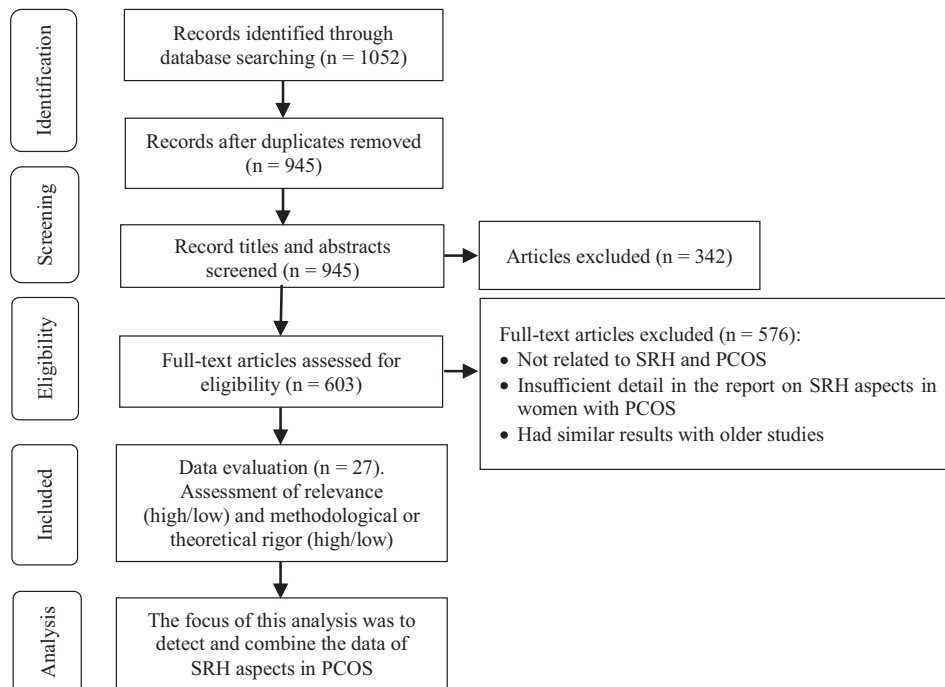 Identification
Records identified through
database searching (n = 1052)
Records after duplicates removed
(n = 945)
Screening
Record titles and abstracts
screened (n = 945)
Articles excluded (n = 342)
Eligibility
Full-text articles assessed for
eligibility (n = 603)
Full-text articles excluded (n = 576):
• Not related to SRH and PCOS
• Insufficient detail in the report on SRH aspects in
women with PCOS
• Had similar results with older studies
Included
Data evaluation (n = 27).
Assessment of relevance
(high/low) and methodological or
theoretical rigor (high/low)
Analysis
The focus of this analysis was to
detect and combine the data of
SRH aspects in PCOS